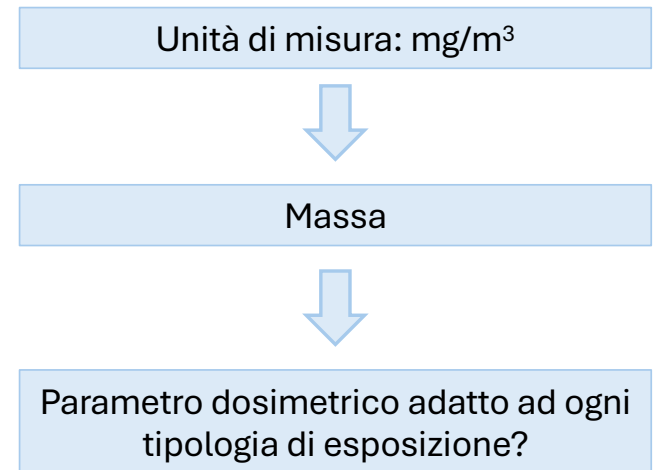 Unità di misura: mg/m³
Massa
Parametro dosimetrico adatto ad ogni
tipologia di esposizione?